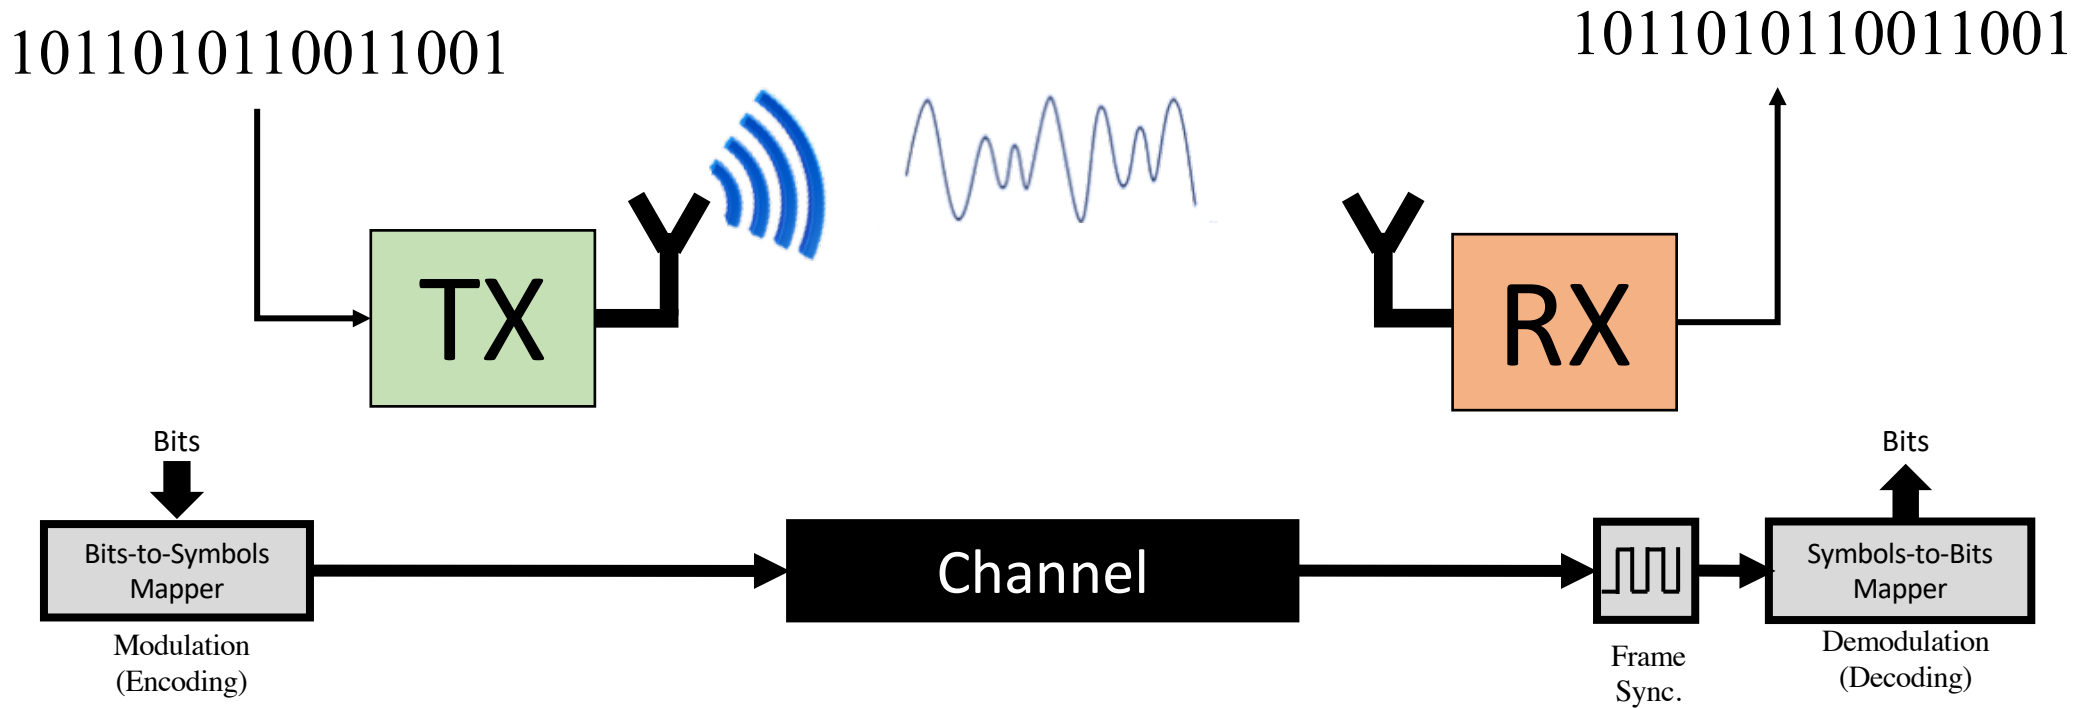 1011010110011001
1011010110011001
TX
RX
Bits
Bits
Bits-to-Symbols
Mapper
Channel
Symbols-to-Bits
Mapper
Modulation
(Encoding)
Frame
Sync.
Demodulation
(Decoding)